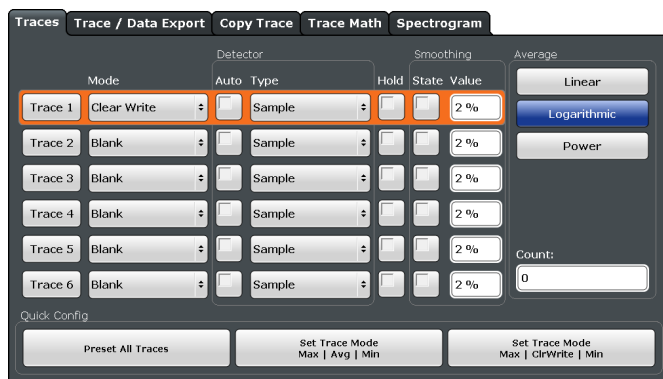 Traces Trace / Data Export Copy Trace Trace Math Spectrogram
Detector Smoothing Average
Mode Auto Type Hold State Value Linear
Trace 1 Clear Write Sample 2 % Logarithmic
Trace 2 Blank Sample 2 % Power
Trace 3 Blank Sample 2 %
Trace 4 Blank Sample 2 %
Trace 5 Blank Sample 2 % Count:
Trace 6 Blank Sample 2 % 0
Quick Config
Preset All Traces
Set Trace Mode
Max | Avg | Min
Set Trace Mode
Max | ClrWrite | Min